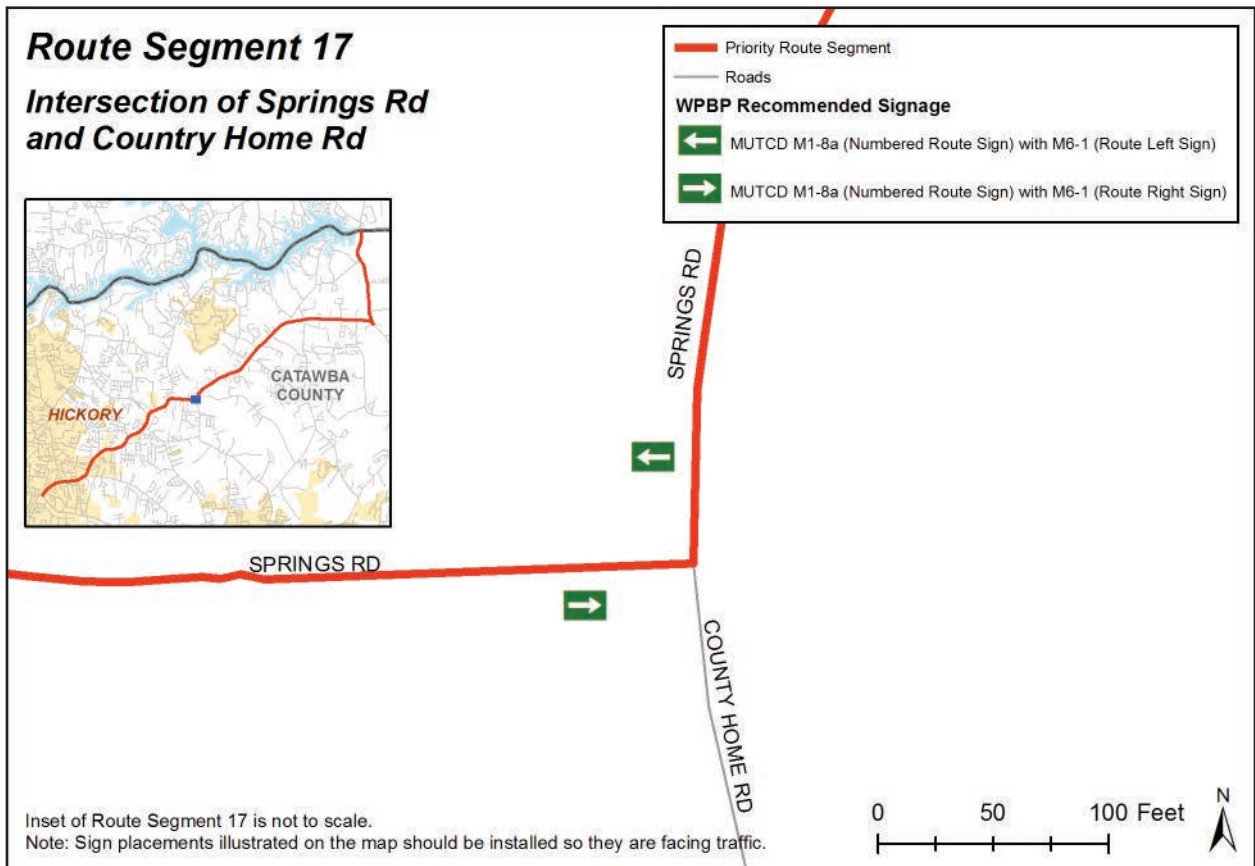 Route Segment 17
Intersection of Springs Rd
and Country Home Rd
Priority Route Segment
Roads
WPBP Recommended Signage
MUTCD M1-8a (Numbered Route Sign) with M6-1 (Route Left Sign)
MUTCD M1-8a (Numbered Route Sign) with M6-1 (Route Right Sign)
CATAWBA
COUNTY
HICKORY
SPRINGS RD
SPRINGS RD
COUNTY HOME RD
Inset of Route Segment 17 is not to scale.
Note: Sign placements illustrated on the map should be installed so they are facing traffic.
0 50 100 Feet
N